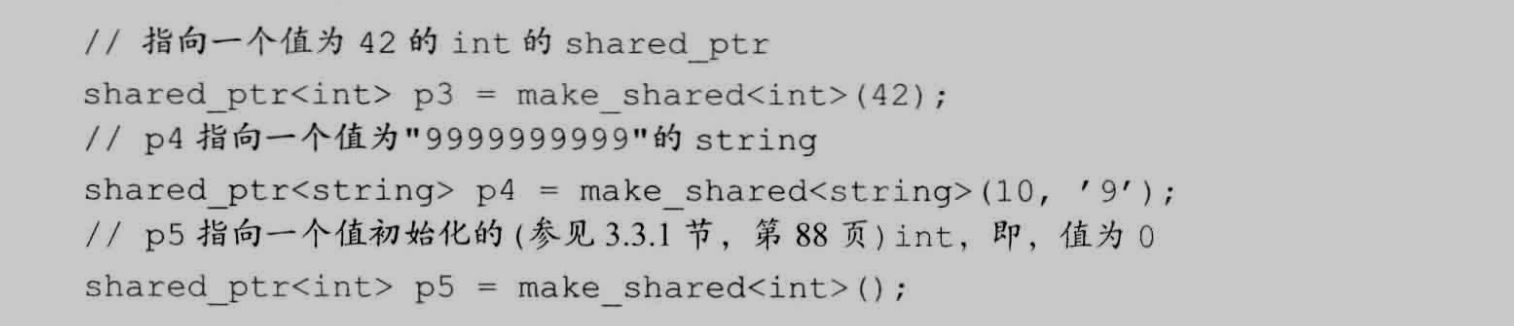 // 指向一个值为 42 的 int 的 shared_ptr
shared_ptr<int> p3 = make_shared<int>(42);
// p4 指向一个值为"9999999999"的 string
shared_ptr<string> p4 = make_shared<string>(10, '9');
// p5 指向一个值初始化的(参见 3.3.1 节, 第 88 页)int, 即, 值为 0
shared_ptr<int> p5 = make_shared<int>();